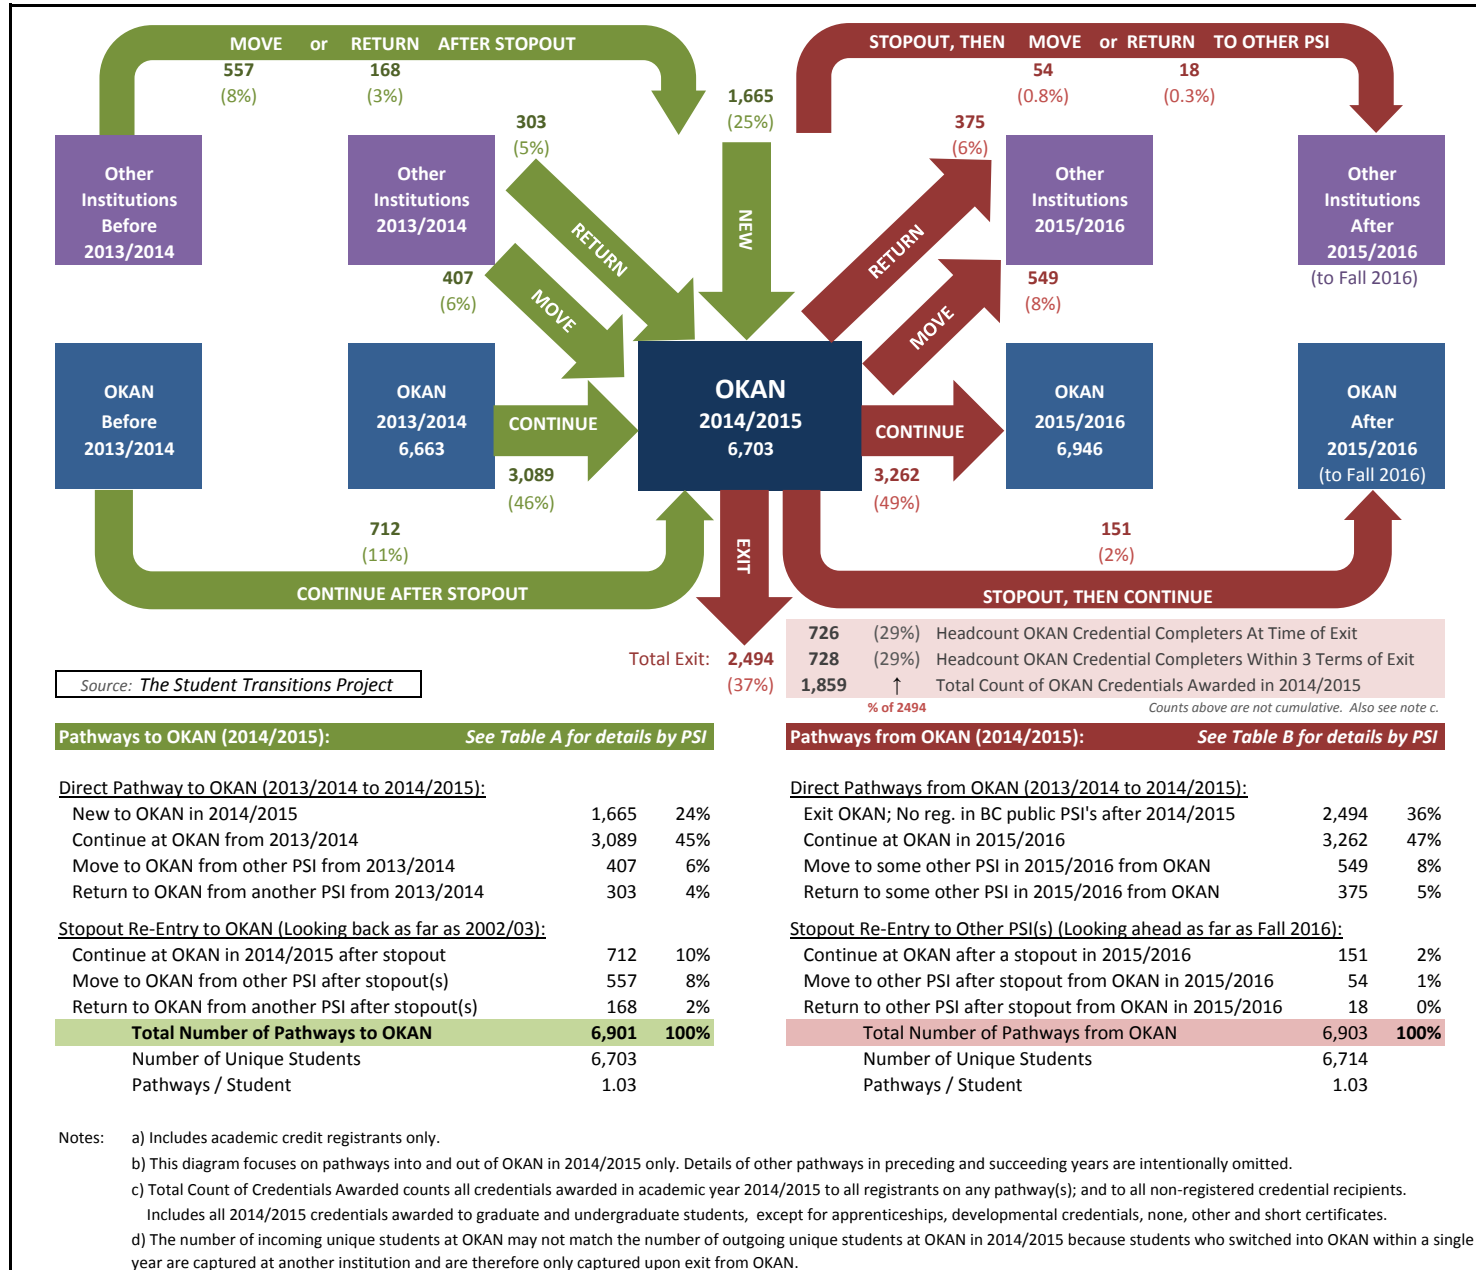 MOVE or RETURN AFTER STOPOUT
557 168
(8%) (3%)
STOPOUT, THEN MOVE or RETURN TO OTHER PSI
54 18
(0.8%) (0.3%)
1,665
(25%)
303
(5%)
375
(6%)
Other
Institutions
Before
2013/2014
Other
Institutions
2013/2014
Other
Institutions
2015/2016
Other
Institutions
After
2015/2016
(to Fall 2016)
NEW
RETURN
MOVE
RETURN
MOVE
407
(6%)
549
(8%)
OKAN
Before
2013/2014
OKAN
2013/2014
6,663
CONTINUE
3,089
(46%)
OKAN
2014/2015
6,703
CONTINUE
3,262
(49%)
OKAN
2015/2016
6,946
OKAN
After
2015/2016
(to Fall 2016)
712
(11%)
CONTINUE AFTER STOPOUT
EXIT
151
(2%)
STOPOUT, THEN CONTINUE
Total Exit: 2,494
(37%)
726 (29%) Headcount OKAN Credential Completers At Time of Exit
728 (29%) Headcount OKAN Credential Completers Within 3 Terms of Exit
1,859 ↑ Total Count of OKAN Credentials Awarded in 2014/2015
% of 2494 Counts above are not cumulative. Also see note c.
Source: The Student Transitions Project
Pathways to OKAN (2014/2015): See Table A for details by PSI
Direct Pathway to OKAN (2013/2014 to 2014/2015):
New to OKAN in 2014/2015 1,665 24%
Continue at OKAN from 2013/2014 3,089 45%
Move to OKAN from other PSI from 2013/2014 407 6%
Return to OKAN from another PSI from 2013/2014 303 4%
Stopout Re-Entry to OKAN (Looking back as far as 2002/03):
Continue at OKAN in 2014/2015 after stopout 712 10%
Move to OKAN from other PSI after stopout(s) 557 8%
Return to OKAN from another PSI after stopout(s) 168 2%
Total Number of Pathways to OKAN 6,901 100%
Number of Unique Students 6,703
Pathways / Student 1.03
Pathways from OKAN (2014/2015): See Table B for details by PSI
Direct Pathways from OKAN (2013/2014 to 2014/2015):
Exit OKAN; No reg. in BC public PSI's after 2014/2015 2,494 36%
Continue at OKAN in 2015/2016 3,262 47%
Move to some other PSI in 2015/2016 from OKAN 549 8%
Return to some other PSI in 2015/2016 from OKAN 375 5%
Stopout Re-Entry to Other PSI(s) (Looking ahead as far as Fall 2016):
Continue at OKAN after a stopout in 2015/2016 151 2%
Move to other PSI after stopout from OKAN in 2015/2016 54 1%
Return to other PSI after stopout from OKAN in 2015/2016 18 0%
Total Number of Pathways from OKAN 6,903 100%
Number of Unique Students 6,714
Pathways / Student 1.03
Notes: a) Includes academic credit registrants only.
b) This diagram focuses on pathways into and out of OKAN in 2014/2015 only. Details of other pathways in preceding and succeeding years are intentionally omitted.
c) Total Count of Credentials Awarded counts all credentials awarded in academic year 2014/2015 to all registrants on any pathway(s); and to all non-registered credential recipients.
Includes all 2014/2015 credentials awarded to graduate and undergraduate students, except for apprenticeships, developmental credentials, none, other and short certificates.
d) The number of incoming unique students at OKAN may not match the number of outgoing unique students at OKAN in 2014/2015 because students who switched into OKAN within a single
year are captured at another institution and are therefore only captured upon exit from OKAN.